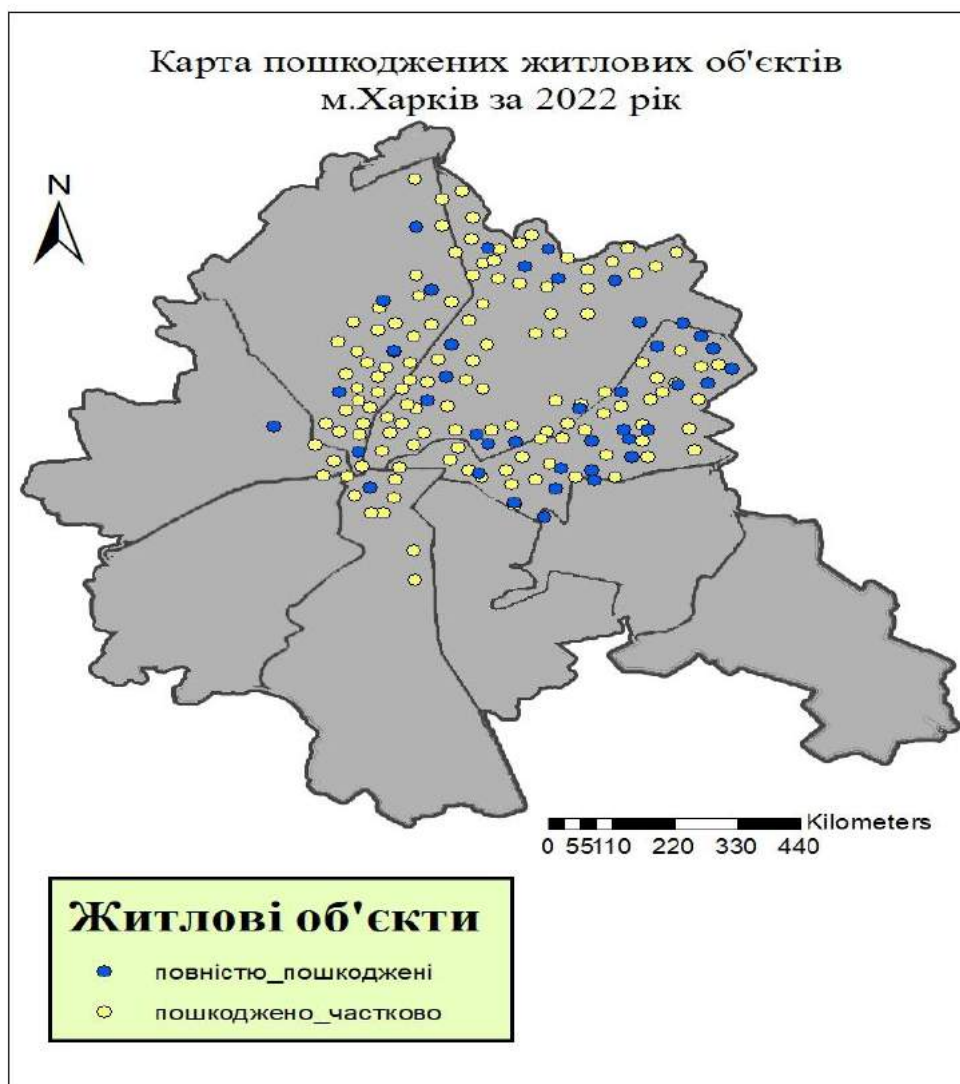 Карта пошкоджених житлових об'єктів
м.Харків за 2022 рік
N
Kilometers
0 55110 220 330 440
Житлові об'єкти
повністю_пошкоджені
пошкоджено_частково